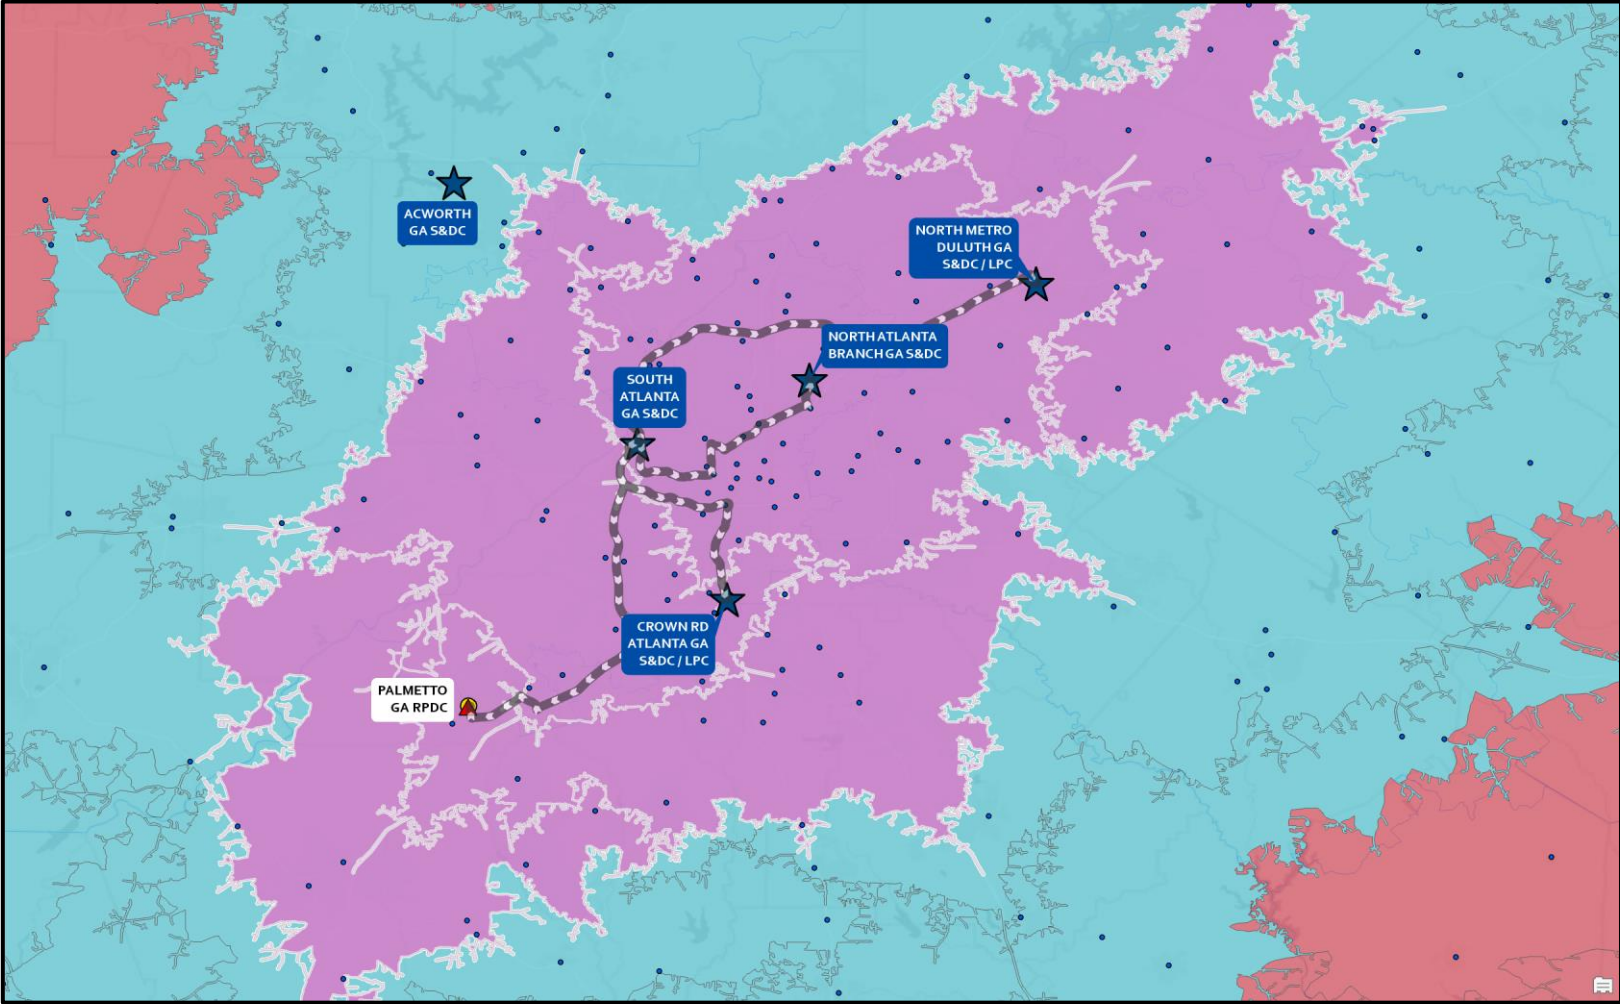 ACWORTH
GA S&DC
NORTH METRO
DULUTH GA
S&DC / LPC
NORTH ATLANTA
BRANCH GA S&DC
SOUTH
ATLANTA
GA S&DC
CROWN RD
ATLANTA GA
S&DC / LPC
PALMETTO
GA RPDC